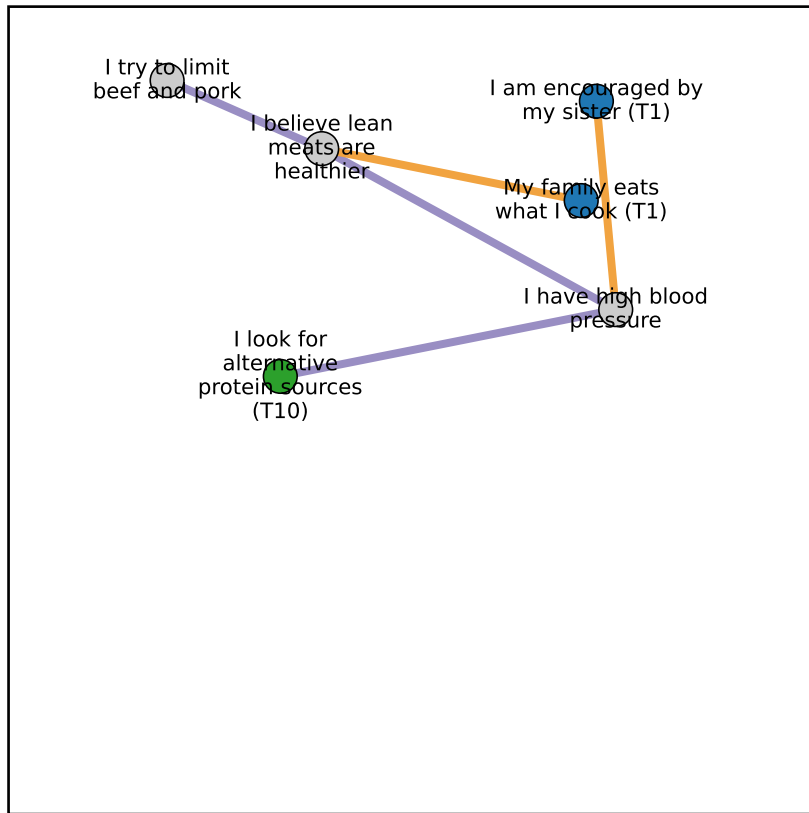 I try to limit
beef and pork
I am encouraged by
my sister (T1)
I believe lean
meats are
healthier
My family eats
what I cook (T1)
I have high blood
pressure
I look for
alternative
protein sources
(T10)